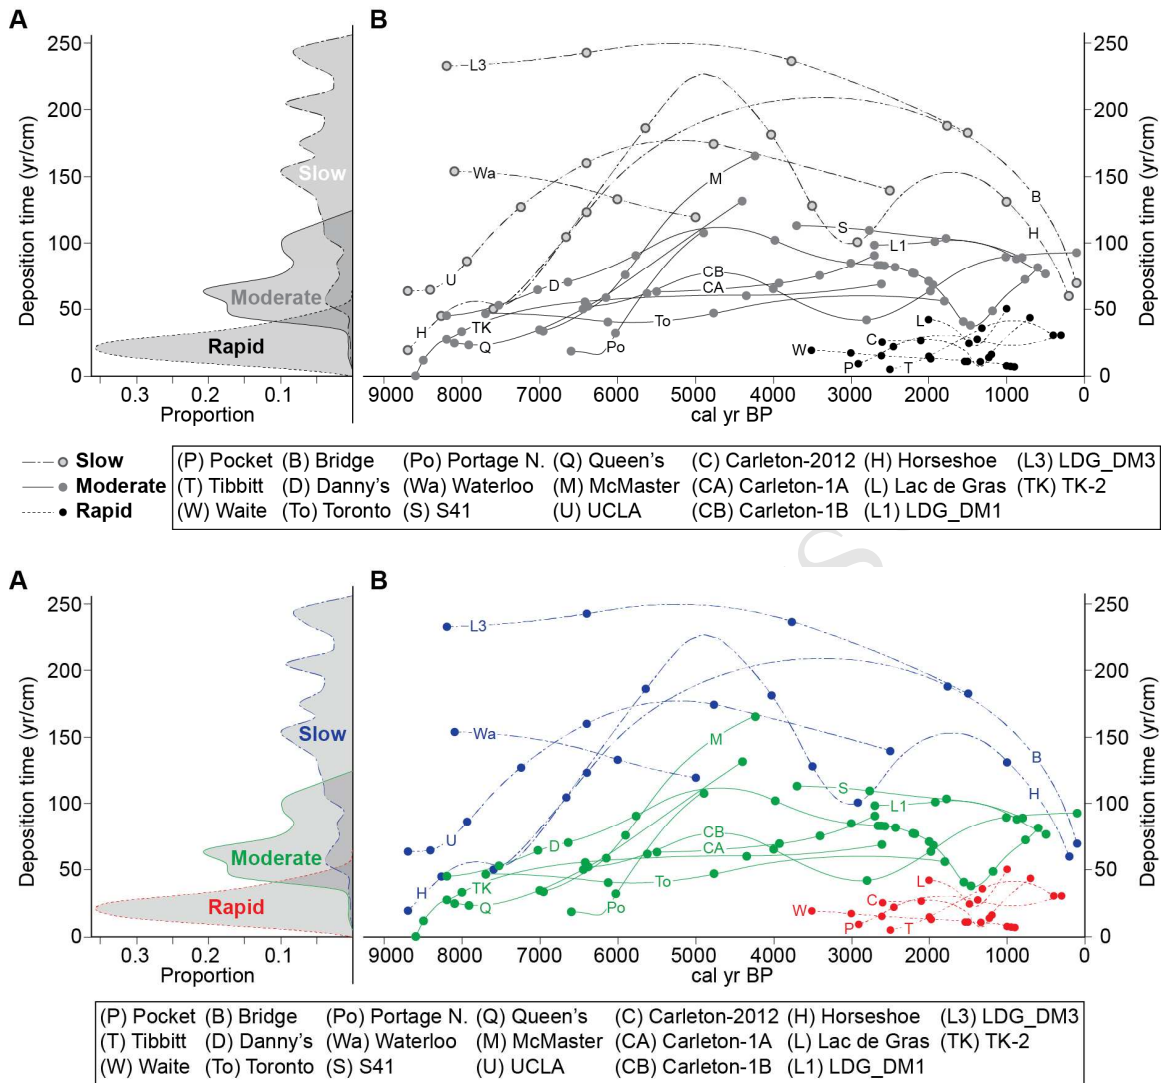 A
B
Deposition time (yr/cm)
250
200
150
100
50
0
Slow
Moderate
Rapid
0.3
0.2
0.1
Proportion
L3
Wa
U
H
TK
Q
D
Po
To
CB
CA
M
S
L1
B
H
L
C
W
P
T
9000
8000
7000
6000
5000
4000
3000
2000
1000
0
cal yr BP
250
200
150
100
50
0
Deposition time (yr/cm)
Slow (P) Pocket (B) Bridge (Po) Portage N. (Q) Queen's (C) Carleton-2012 (H) Horseshoe (L3) LDG_DM3
Moderate (T) Tibbitt (D) Danny's (Wa) Waterloo (M) McMaster (CA) Carleton-1A (L) Lac de Gras (TK) TK-2
Rapid (W) Waite (To) Toronto (S) S41 (U) UCLA (CB) Carleton-1B (L1) LDG_DM1
A
B
Deposition time (yr/cm)
250
200
150
100
50
0
Slow
Moderate
Rapid
0.3
0.2
0.1
Proportion
L3
Wa
U
H
TK
Q
D
Po
To
CB
CA
M
S
L1
B
H
L
C
W
P
T
9000
8000
7000
6000
5000
4000
3000
2000
1000
0
cal yr BP
250
200
150
100
50
0
Deposition time (yr/cm)
(P) Pocket (B) Bridge (Po) Portage N. (Q) Queen's (C) Carleton-2012 (H) Horseshoe (L3) LDG_DM3
(T) Tibbitt (D) Danny's (Wa) Waterloo (M) McMaster (CA) Carleton-1A (L) Lac de Gras (TK) TK-2
(W) Waite (To) Toronto (S) S41 (U) UCLA (CB) Carleton-1B (L1) LDG_DM1